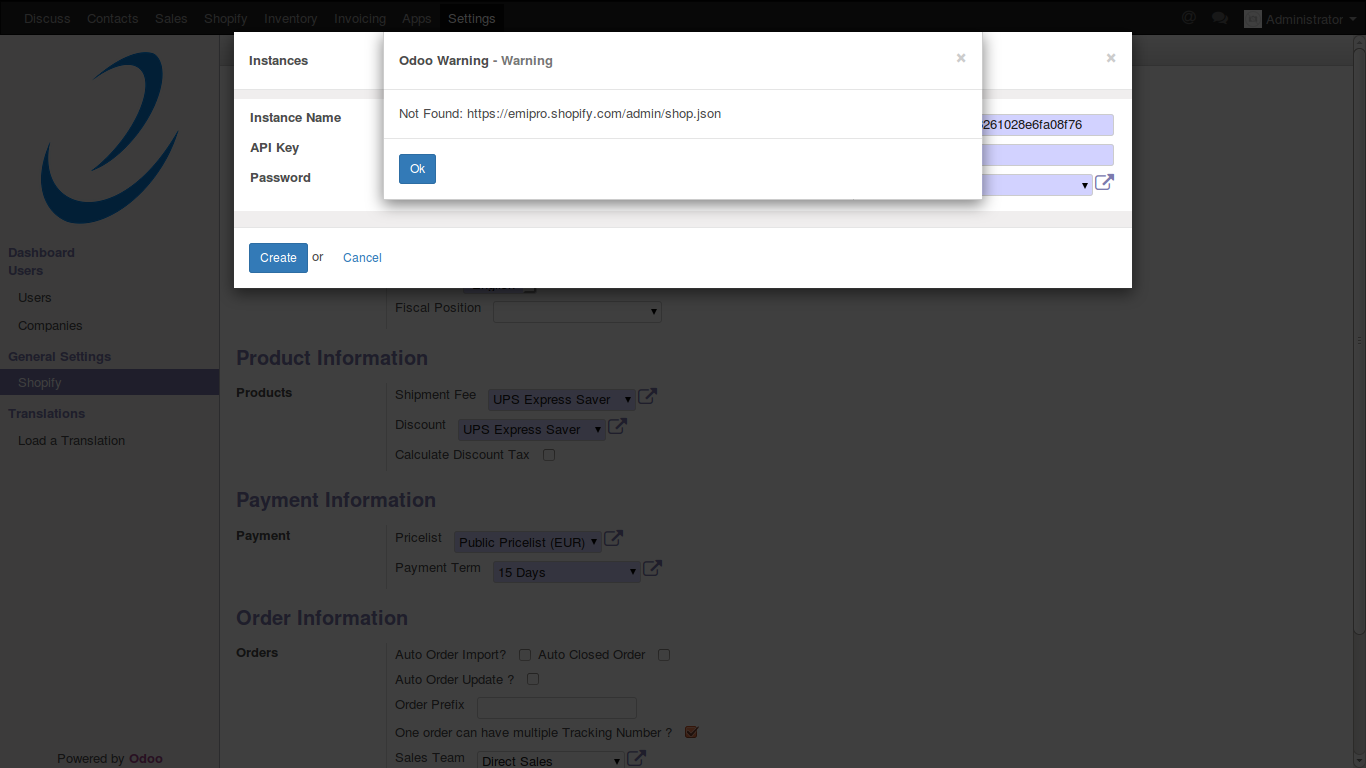 Discuss Contacts Sales Shopify Inventory Invoicing Apps Settings @ Administrator
Instances
Odoo Warning - Warning ×
×
Not Found: https://emipro.shopify.com/admin/shop.json
Ok
Instance Name
261028e6fa08f76
API Key
Password
Create or Cancel
Dashboard
Users
Users
Companies
General Settings
Shopify
Translations
Load a Translation
Powered by Odoo
Fiscal Position
Product Information
Products
Shipment Fee UPS Express Saver
Discount UPS Express Saver
Calculate Discount Tax
Payment Information
Payment
Pricelist Public Pricelist (EUR)
Payment Term 15 Days
Order Information
Orders
Auto Order Import? Auto Closed Order
Auto Order Update ?
Order Prefix
One order can have multiple Tracking Number ?
Sales Team Direct Sales